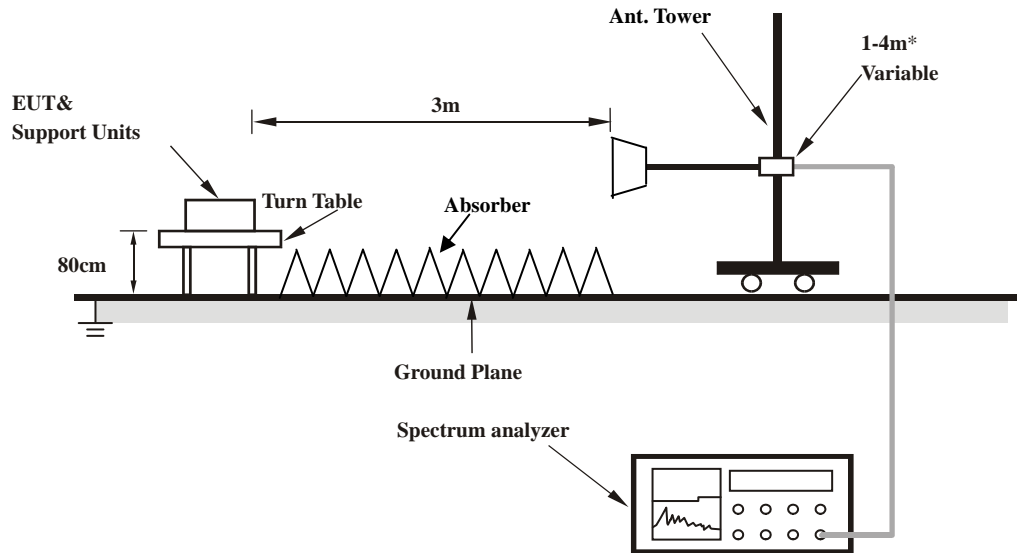 Ant. Tower
1-4m*
Variable
3m
EUT&
Support Units
Turn Table
Absorber
80cm
Ground Plane
Spectrum analyzer